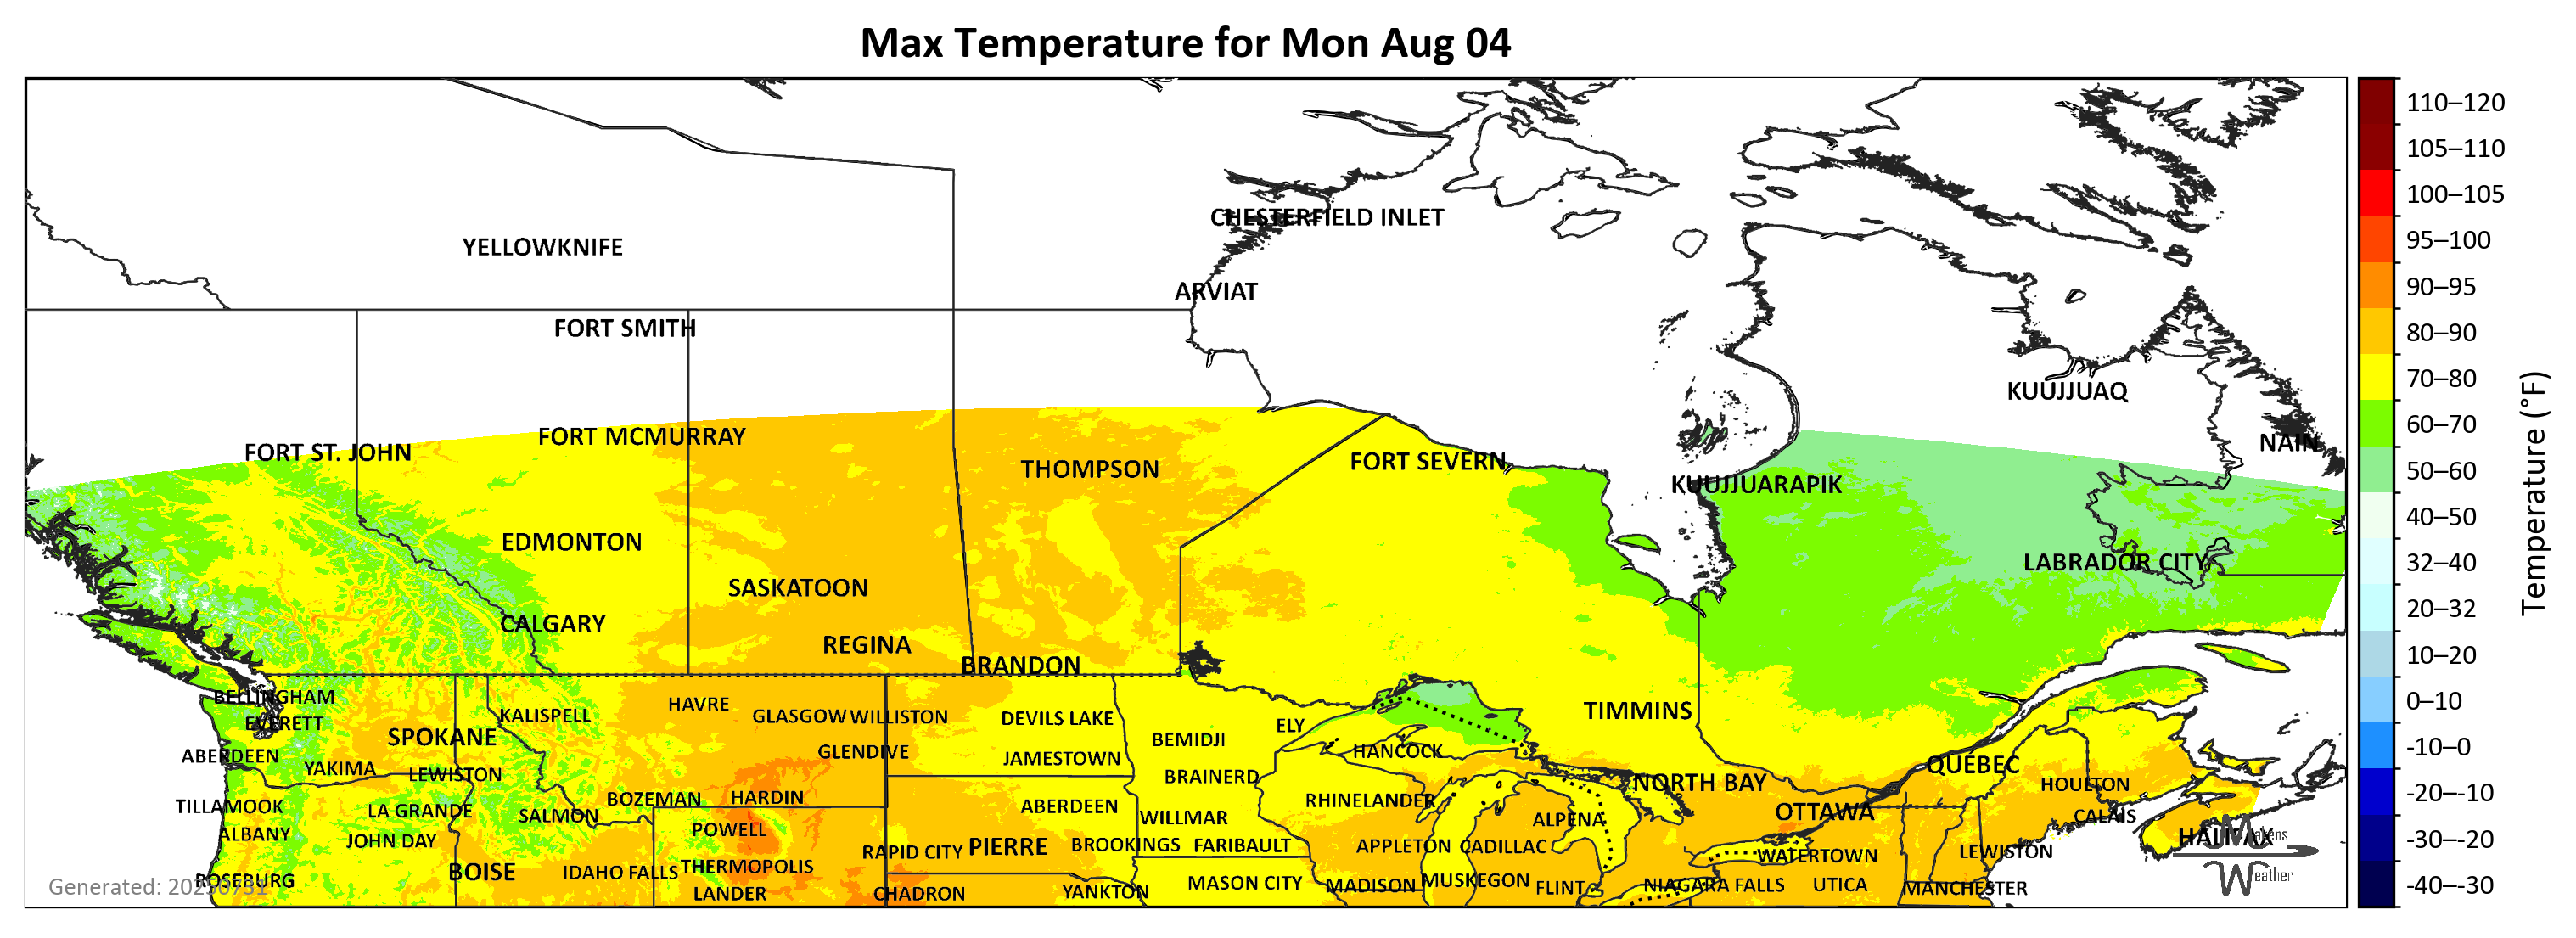 Max Temperature for Mon Aug 04
CHESTERFIELD INLET
YELLOWKNIFE
ARVIAT
FORT SMITH
KUUJJUAQ
FORT MCMURRAY
NAIN
FORT ST. JOHN
FORT SEVERN
THOMPSON
KUUJJUARAPIK
EDMONTON
LABRADOR CITY
SASKATOON
CALGARY
REGINA
BRANDON
BELLINGHAM
HAVRE
TIMMINS
KALISPELL
GLASGOW WILLISTON
DEVILS LAKE
EVERETT
ELY
SPOKANE
BEMIDJI
GLENDIVE
HANCOCK
ABERDEEN
JAMESTOWN
QUÉBEC
YAKIMA
LEWISTON
BRAINERD
NORTH BAY
HOULTON
BOZEMAN
HARDIN
RHINELANDER
TILLAMOOK
LA GRANDE
ABERDEEN
OTTAWA
SALMON
WILLMAR
ALPENA
CALAIS
ALBANY
POWELL
HALIFAX
JOHN DAY
PIERRE
BROOKINGS
FARIBAULT
APPLETON
CADILLAC
RAPID CITY
WATERTOWN
LEWISTON
BOISE
IDAHO FALLS
THERMOPOLIS
ROSEBURG
MASON CITY
MADISON
MUSKEGON
FLINT
NIAGARA FALLS
UTICA
MANCHESTER
LANDER
CHADRON
YANKTON
Generated: 20250731
Makens
Weather
110–120
105–110
100–105
95–100
90–95
80–90
70–80
60–70
50–60
40–50
32–40
20–32
10–20
0–10
-10–0
-20–-10
-30–-20
-40–-30
Temperature (°F)